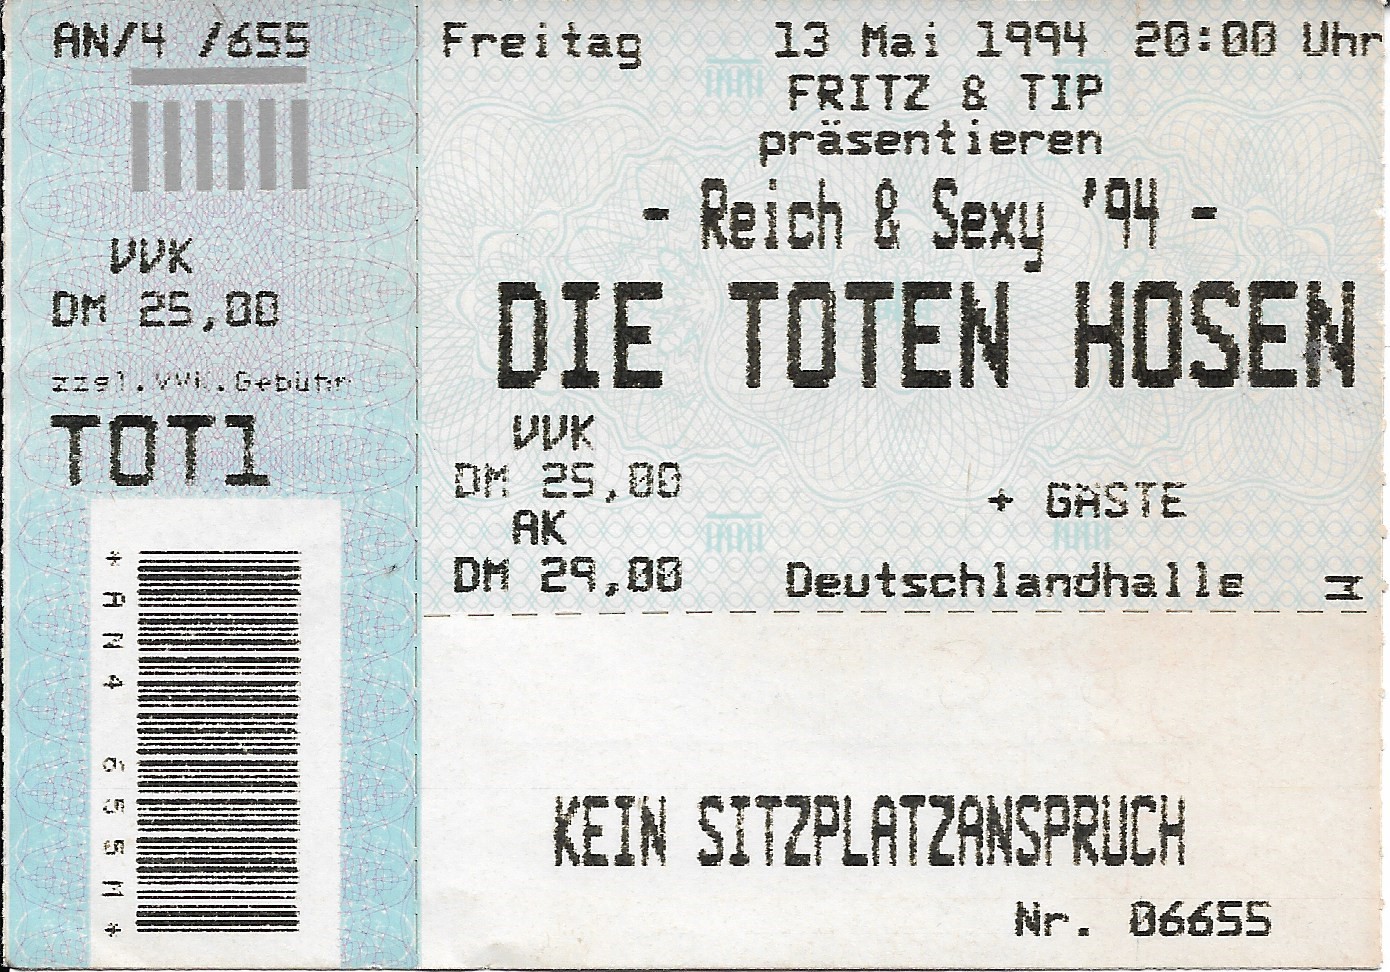 AN/4 /655
VVK
DM 25,00
zzgl. VVK. Gebühr
TOT1
*AN4 6655M*
Freitag 13 Mai 1994 20:00 Uhr
FRITZ & TIP
präsentieren
- Reich & Sexy '94 -
DIE TOTEN HOSEN
VVK
DM 25,00
+ GÄSTE
AK
DM 29,00
Deutschlandhalle M
KEIN SITZPLATZANSPRUCH
Nr. 06655